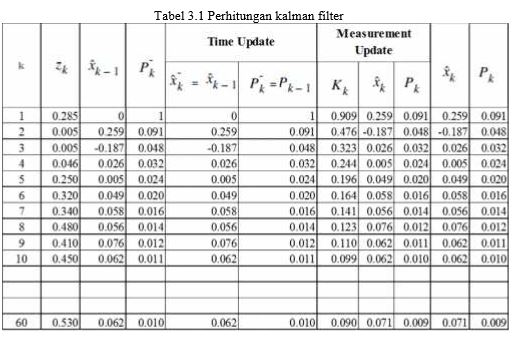 Tabel 3.1 Perhitungan kalman filter
k z_k x̂_{k-1} P_k^- Time Update Measurement Update x̂_k P_k
x̂_k^- = x̂_{k-1} P_k^- = P_{k-1} K_k x̂_k P_k
1 0.285 0 1 0 1 0.909 0.259 0.091 0.259 0.091
2 0.005 0.259 0.091 0.259 0.091 0.476 -0.187 0.048 -0.187 0.048
3 0.005 -0.187 0.048 -0.187 0.048 0.323 0.026 0.032 0.026 0.032
4 0.046 0.026 0.032 0.026 0.032 0.244 0.005 0.024 0.005 0.024
5 0.250 0.005 0.024 0.005 0.024 0.196 0.049 0.020 0.049 0.020
6 0.320 0.049 0.020 0.049 0.020 0.164 0.058 0.016 0.058 0.016
7 0.340 0.058 0.016 0.058 0.016 0.141 0.056 0.014 0.056 0.014
8 0.480 0.056 0.014 0.056 0.014 0.123 0.076 0.012 0.076 0.012
9 0.410 0.076 0.012 0.076 0.012 0.110 0.062 0.011 0.062 0.011
10 0.450 0.062 0.011 0.062 0.011 0.099 0.062 0.010 0.062 0.010
60 0.530 0.062 0.010 0.062 0.010 0.090 0.071 0.009 0.071 0.009